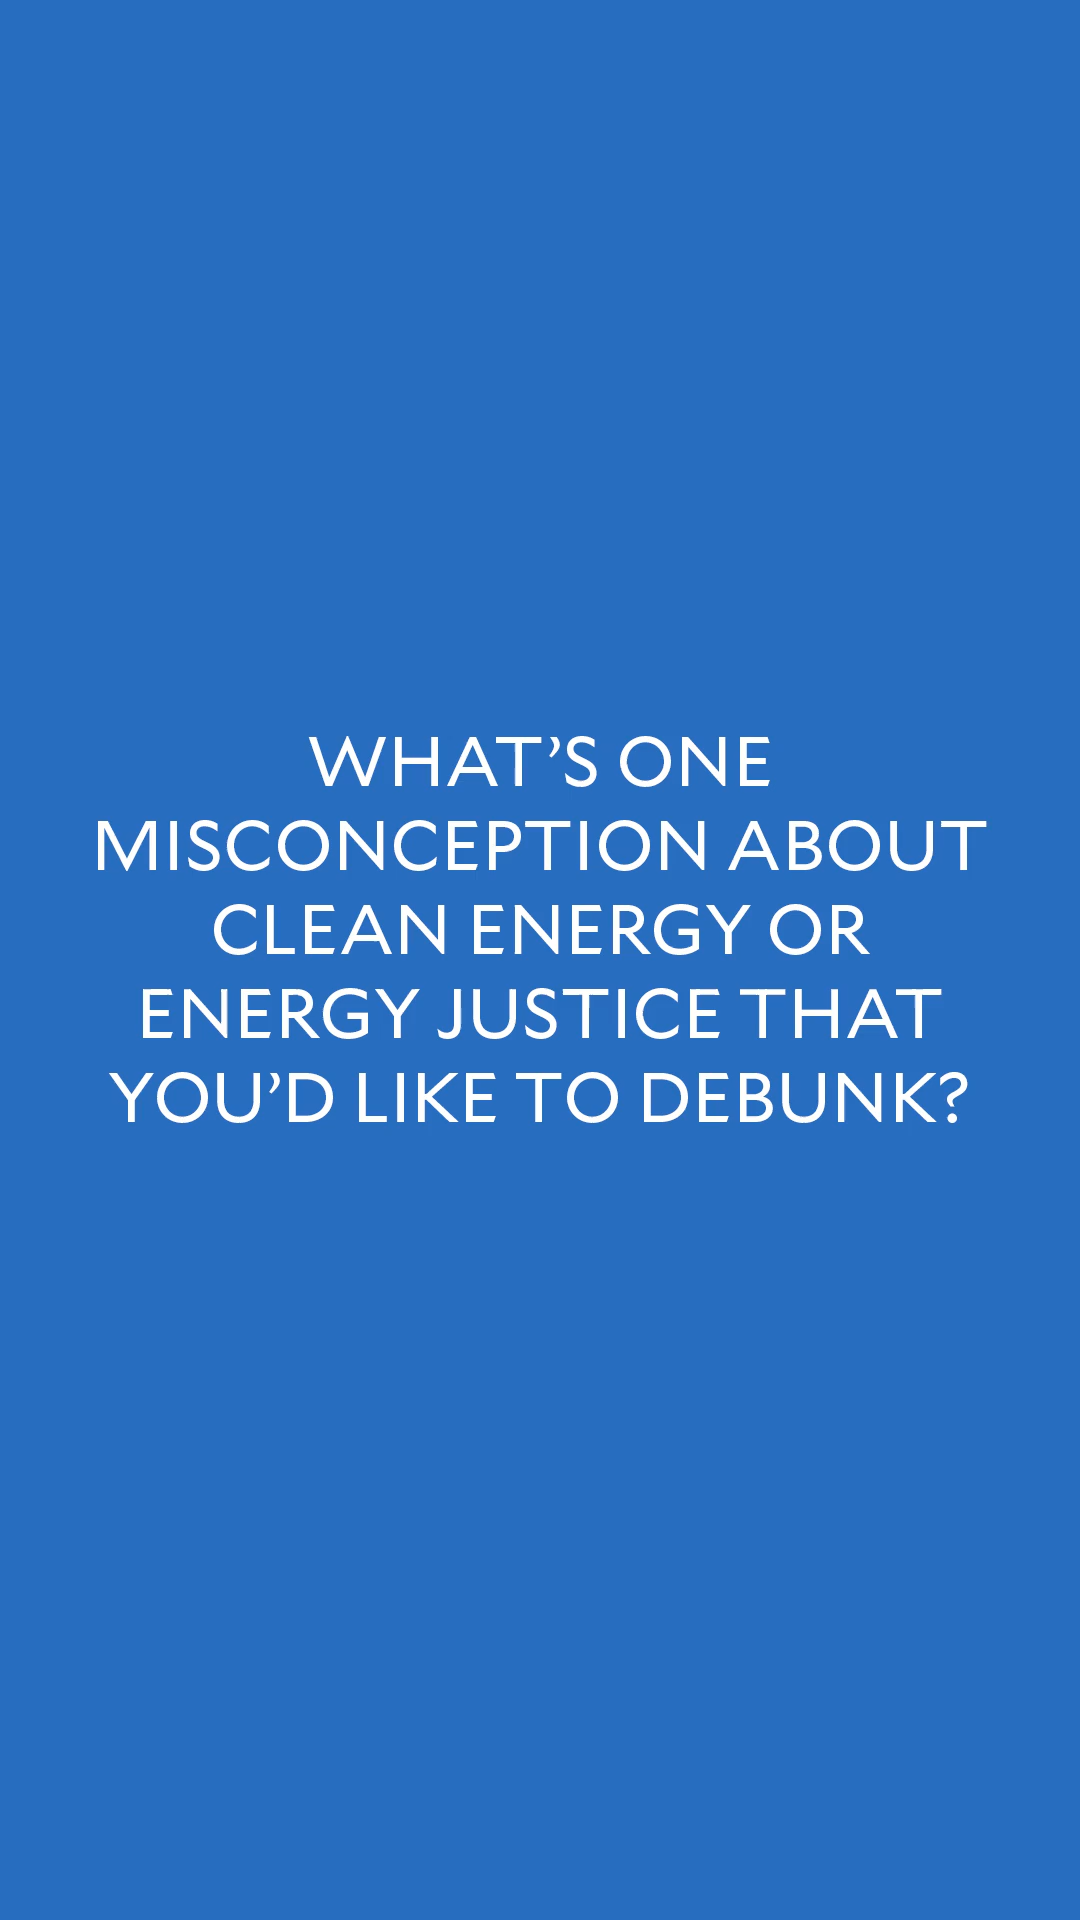 WHAT’S ONE
MISCONCEPTION ABOUT
CLEAN ENERGY OR
ENERGY JUSTICE THAT
YOU’D LIKE TO DEBUNK?